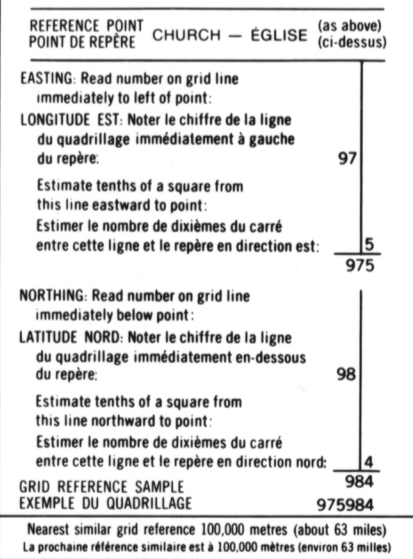 REFERENCE POINT
POINT DE REPÈRE
CHURCH — ÉGLISE
(as above)
(ci-dessus)
EASTING: Read number on grid line
immediately to left of point:
LONGITUDE EST: Noter le chiffre de la ligne
du quadrillage immédiatement à gauche
du repère: 97
Estimate tenths of a square from
this line eastward to point:
Estimer le nombre de dixièmes du carré
entre cette ligne et le repère en direction est: 5
975
NORTHING: Read number on grid line
immediately below point:
LATITUDE NORD: Noter le chiffre de la ligne
du quadrillage immédiatement en-dessous
du repère: 98
Estimate tenths of a square from
this line northward to point:
Estimer le nombre de dixièmes du carré
entre cette ligne et le repère en direction nord: 4
GRID REFERENCE SAMPLE 984
EXEMPLE DU QUADRILLAGE 975984
Nearest similar grid reference 100,000 metres (about 63 miles)
La prochaine référence similaire est à 100,000 mètres (environ 63 milles)